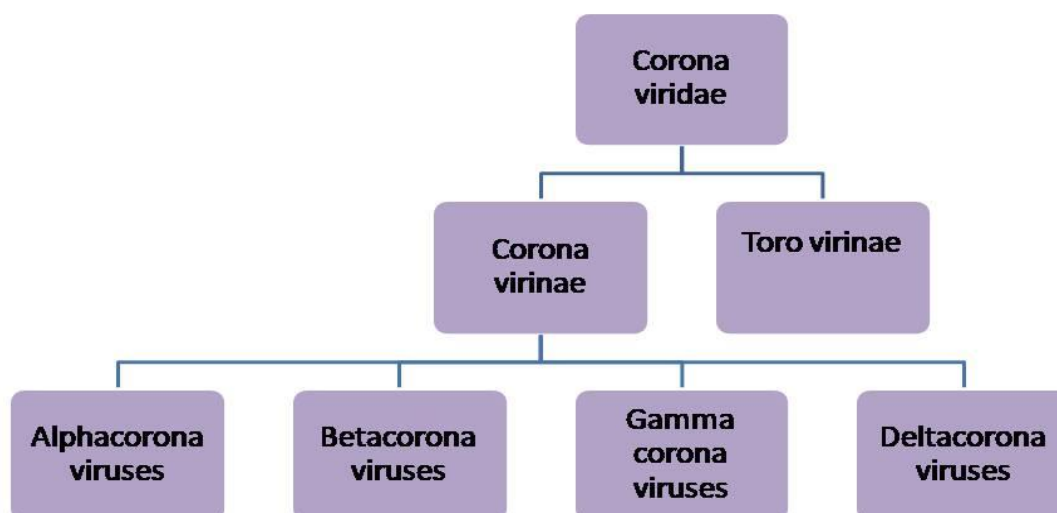 Corona
viridae
Corona
virinae
Toro virinae
Alphacorona
viruses
Betacorona
viruses
Gamma
corona
viruses
Deltacorona
viruses